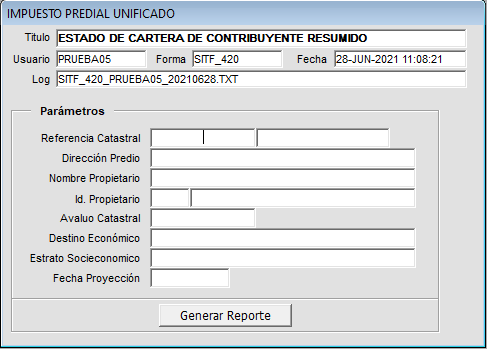 IMPUESTO PREDIAL UNIFICADO
Titulo ESTADO DE CARTERA DE CONTRIBUYENTE RESUMIDO
Usuario PRUEBA05 Forma SITF_420 Fecha 28-JUN-2021 11:08:21
Log SITF_420_PRUEBA05_20210628.TXT
Parámetros
Referencia Catastral
Dirección Predio
Nombre Propietario
Id. Propietario
Avaluo Catastral
Destino Económico
Estrato Socieconomico
Fecha Proyección
Generar Reporte